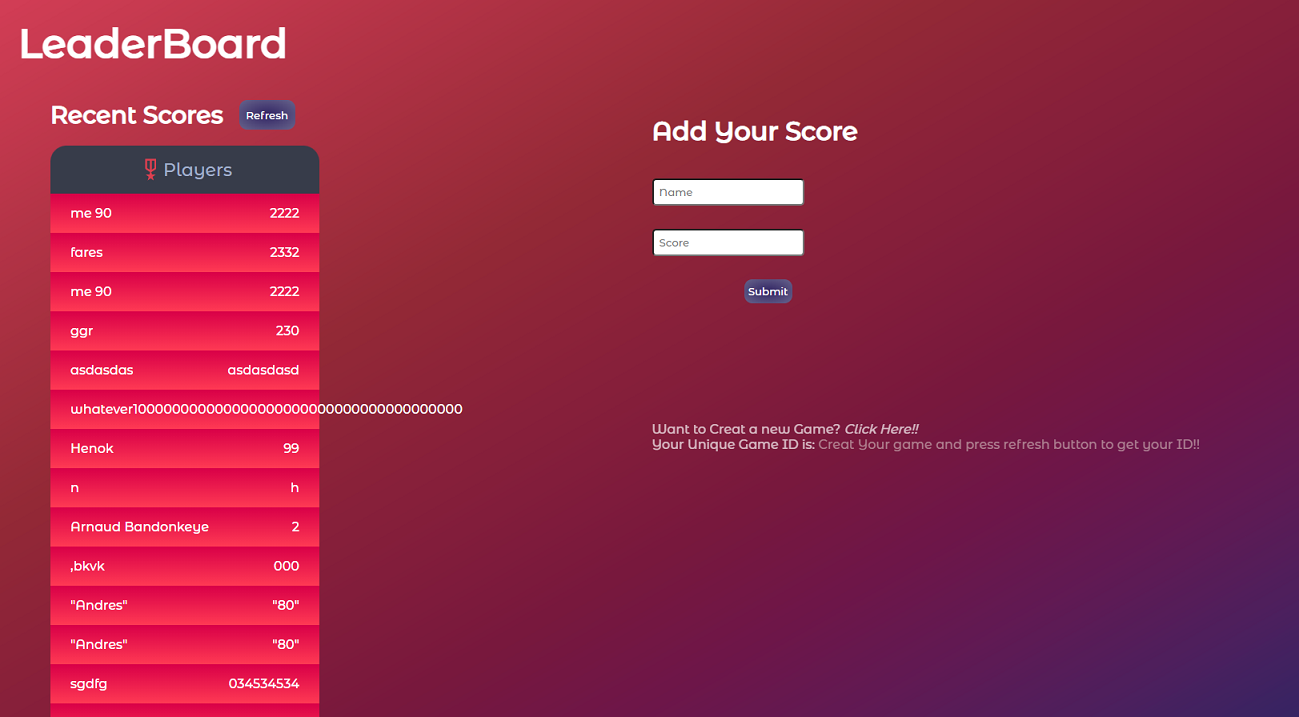 LeaderBoard
Recent Scores Refresh
Players
me 90 2222
fares 2332
me 90 2222
ggr 230
asdasdas asdasdasd
Henok 99
n h
Arnaud Bandonkeye 2
,bkvk 000
"Andres" "80"
"Andres" "80"
sgdfg 034534534
Add Your Score
Name
Score
Submit
Want to Creat a new Game? Click Here!!
Your Unique Game ID is: Creat Your game and press refresh button to get your ID!!